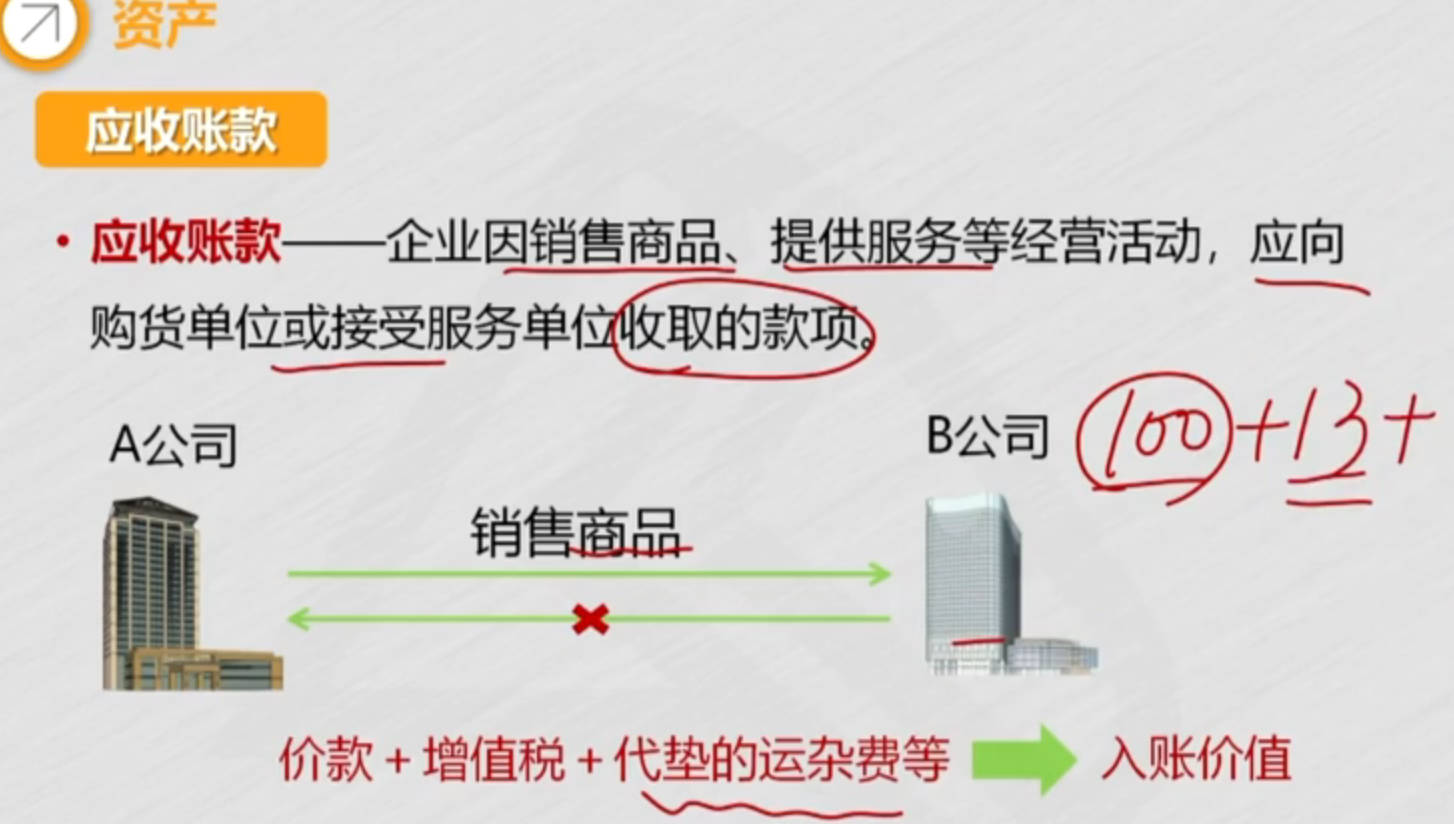 资产
应收账款
• 应收账款——企业因销售商品、提供服务等经营活动，应向
购货单位或接受服务单位收取的款项。
A公司
B公司 100+13+
销售商品
价款+增值税+代垫的运杂费等 入账价值